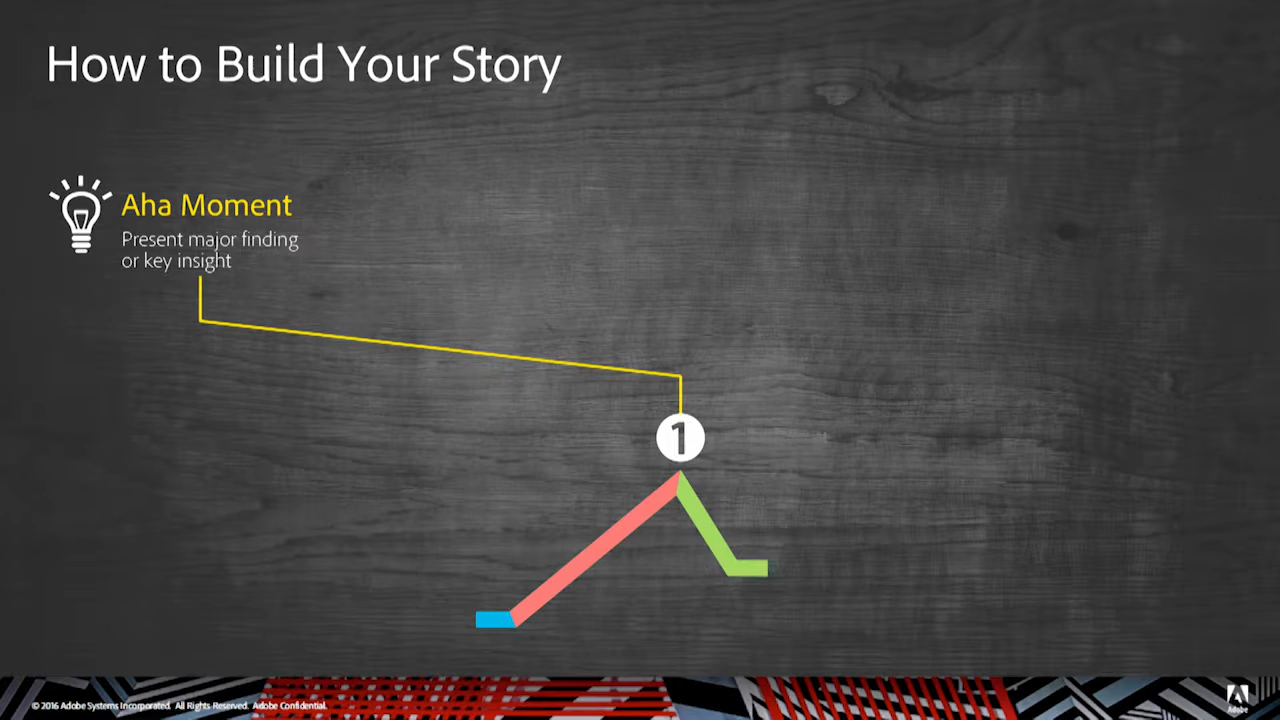 How to Build Your Story
Aha Moment
Present major finding
or key insight
1
© 2016 Adobe Systems Incorporated. All Rights Reserved. Adobe Confidential.
Adobe